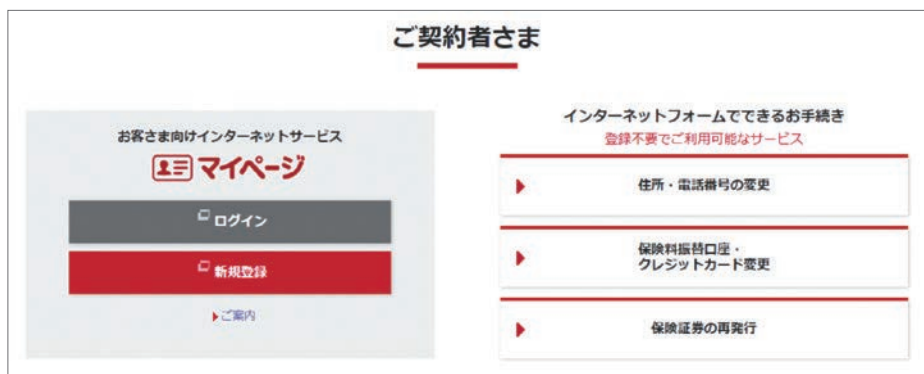 ご契約者さま
お客さま向けインターネットサービス
マイページ
ログイン
新規登録
ご案内
インターネットフォームでできるお手続き
登録不要でご利用可能なサービス
住所・電話番号の変更
保険料振替口座・
クレジットカード変更
保険証券の再発行